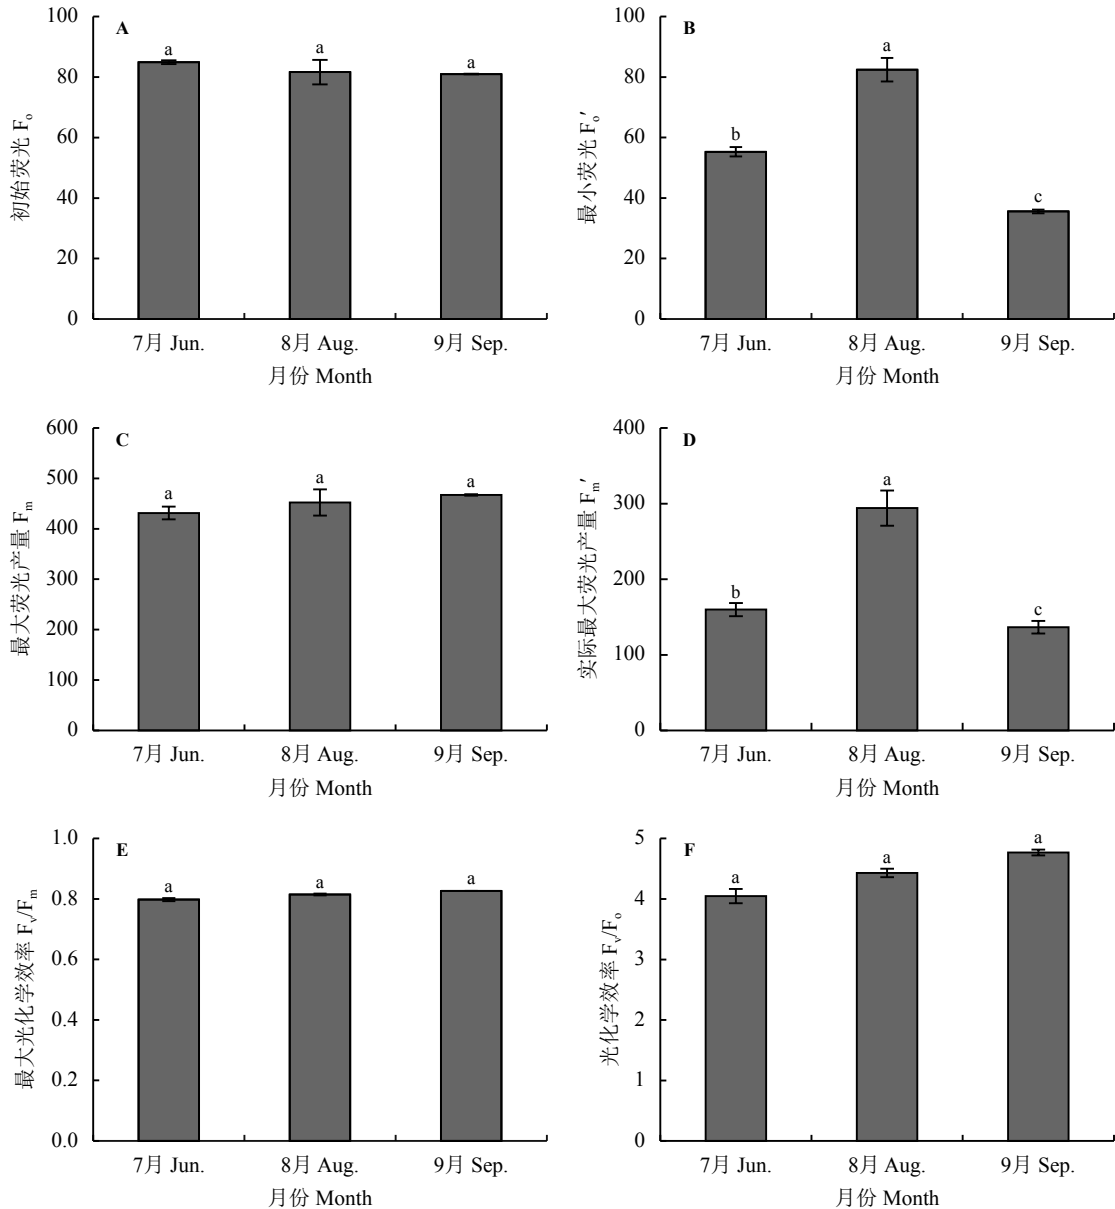 A
初始荧光 Fo
100
80
60
40
20
0
a
a
a
7月 Jun.
8月 Aug.
9月 Sep.
月份 Month
B
最小荧光 Fo′
100
80
60
40
20
0
b
a
c
7月 Jun.
8月 Aug.
9月 Sep.
月份 Month
C
最大荧光产量 Fm
600
500
400
300
200
100
0
a
a
a
7月 Jun.
8月 Aug.
9月 Sep.
月份 Month
D
实际最大荧光产量 Fm′
400
300
200
100
0
b
a
c
7月 Jun.
8月 Aug.
9月 Sep.
月份 Month
E
最大光化学效率 Fv/Fm
1.0
0.8
0.6
0.4
0.2
0.0
a
a
a
7月 Jun.
8月 Aug.
9月 Sep.
月份 Month
F
光化学效率 Fv/Fo
5
4
3
2
1
0
a
a
a
7月 Jun.
8月 Aug.
9月 Sep.
月份 Month